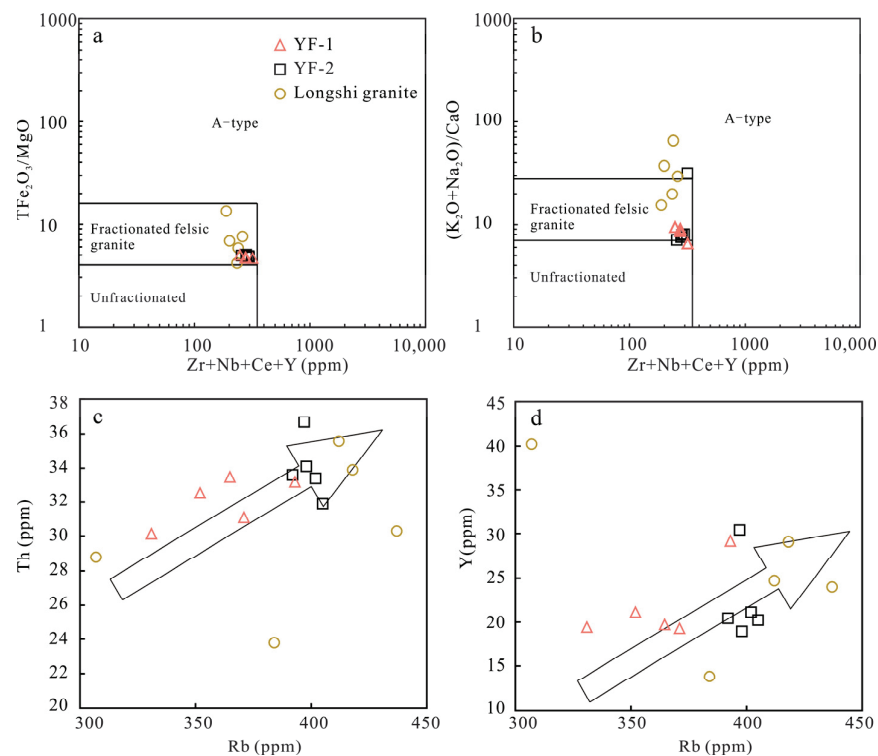 a
YF-1
YF-2
Longshi granite
A-type
Fractionated felsic
granite
Unfractionated
1000
100
10
1
10
100
1000
10,000
TFe₂O₃/MgO
Zr+Nb+Ce+Y (ppm)
b
A-type
Fractionated felsic
granite
Unfractionated
1000
100
10
1
10
100
1000
10,000
(K₂O+Na₂O)/CaO
Zr+Nb+Ce+Y (ppm)
c
38
36
34
32
30
28
26
24
22
20
300
350
400
450
Th (ppm)
Rb (ppm)
d
45
40
35
30
25
20
15
10
300
350
400
450
Y(ppm)
Rb (ppm)